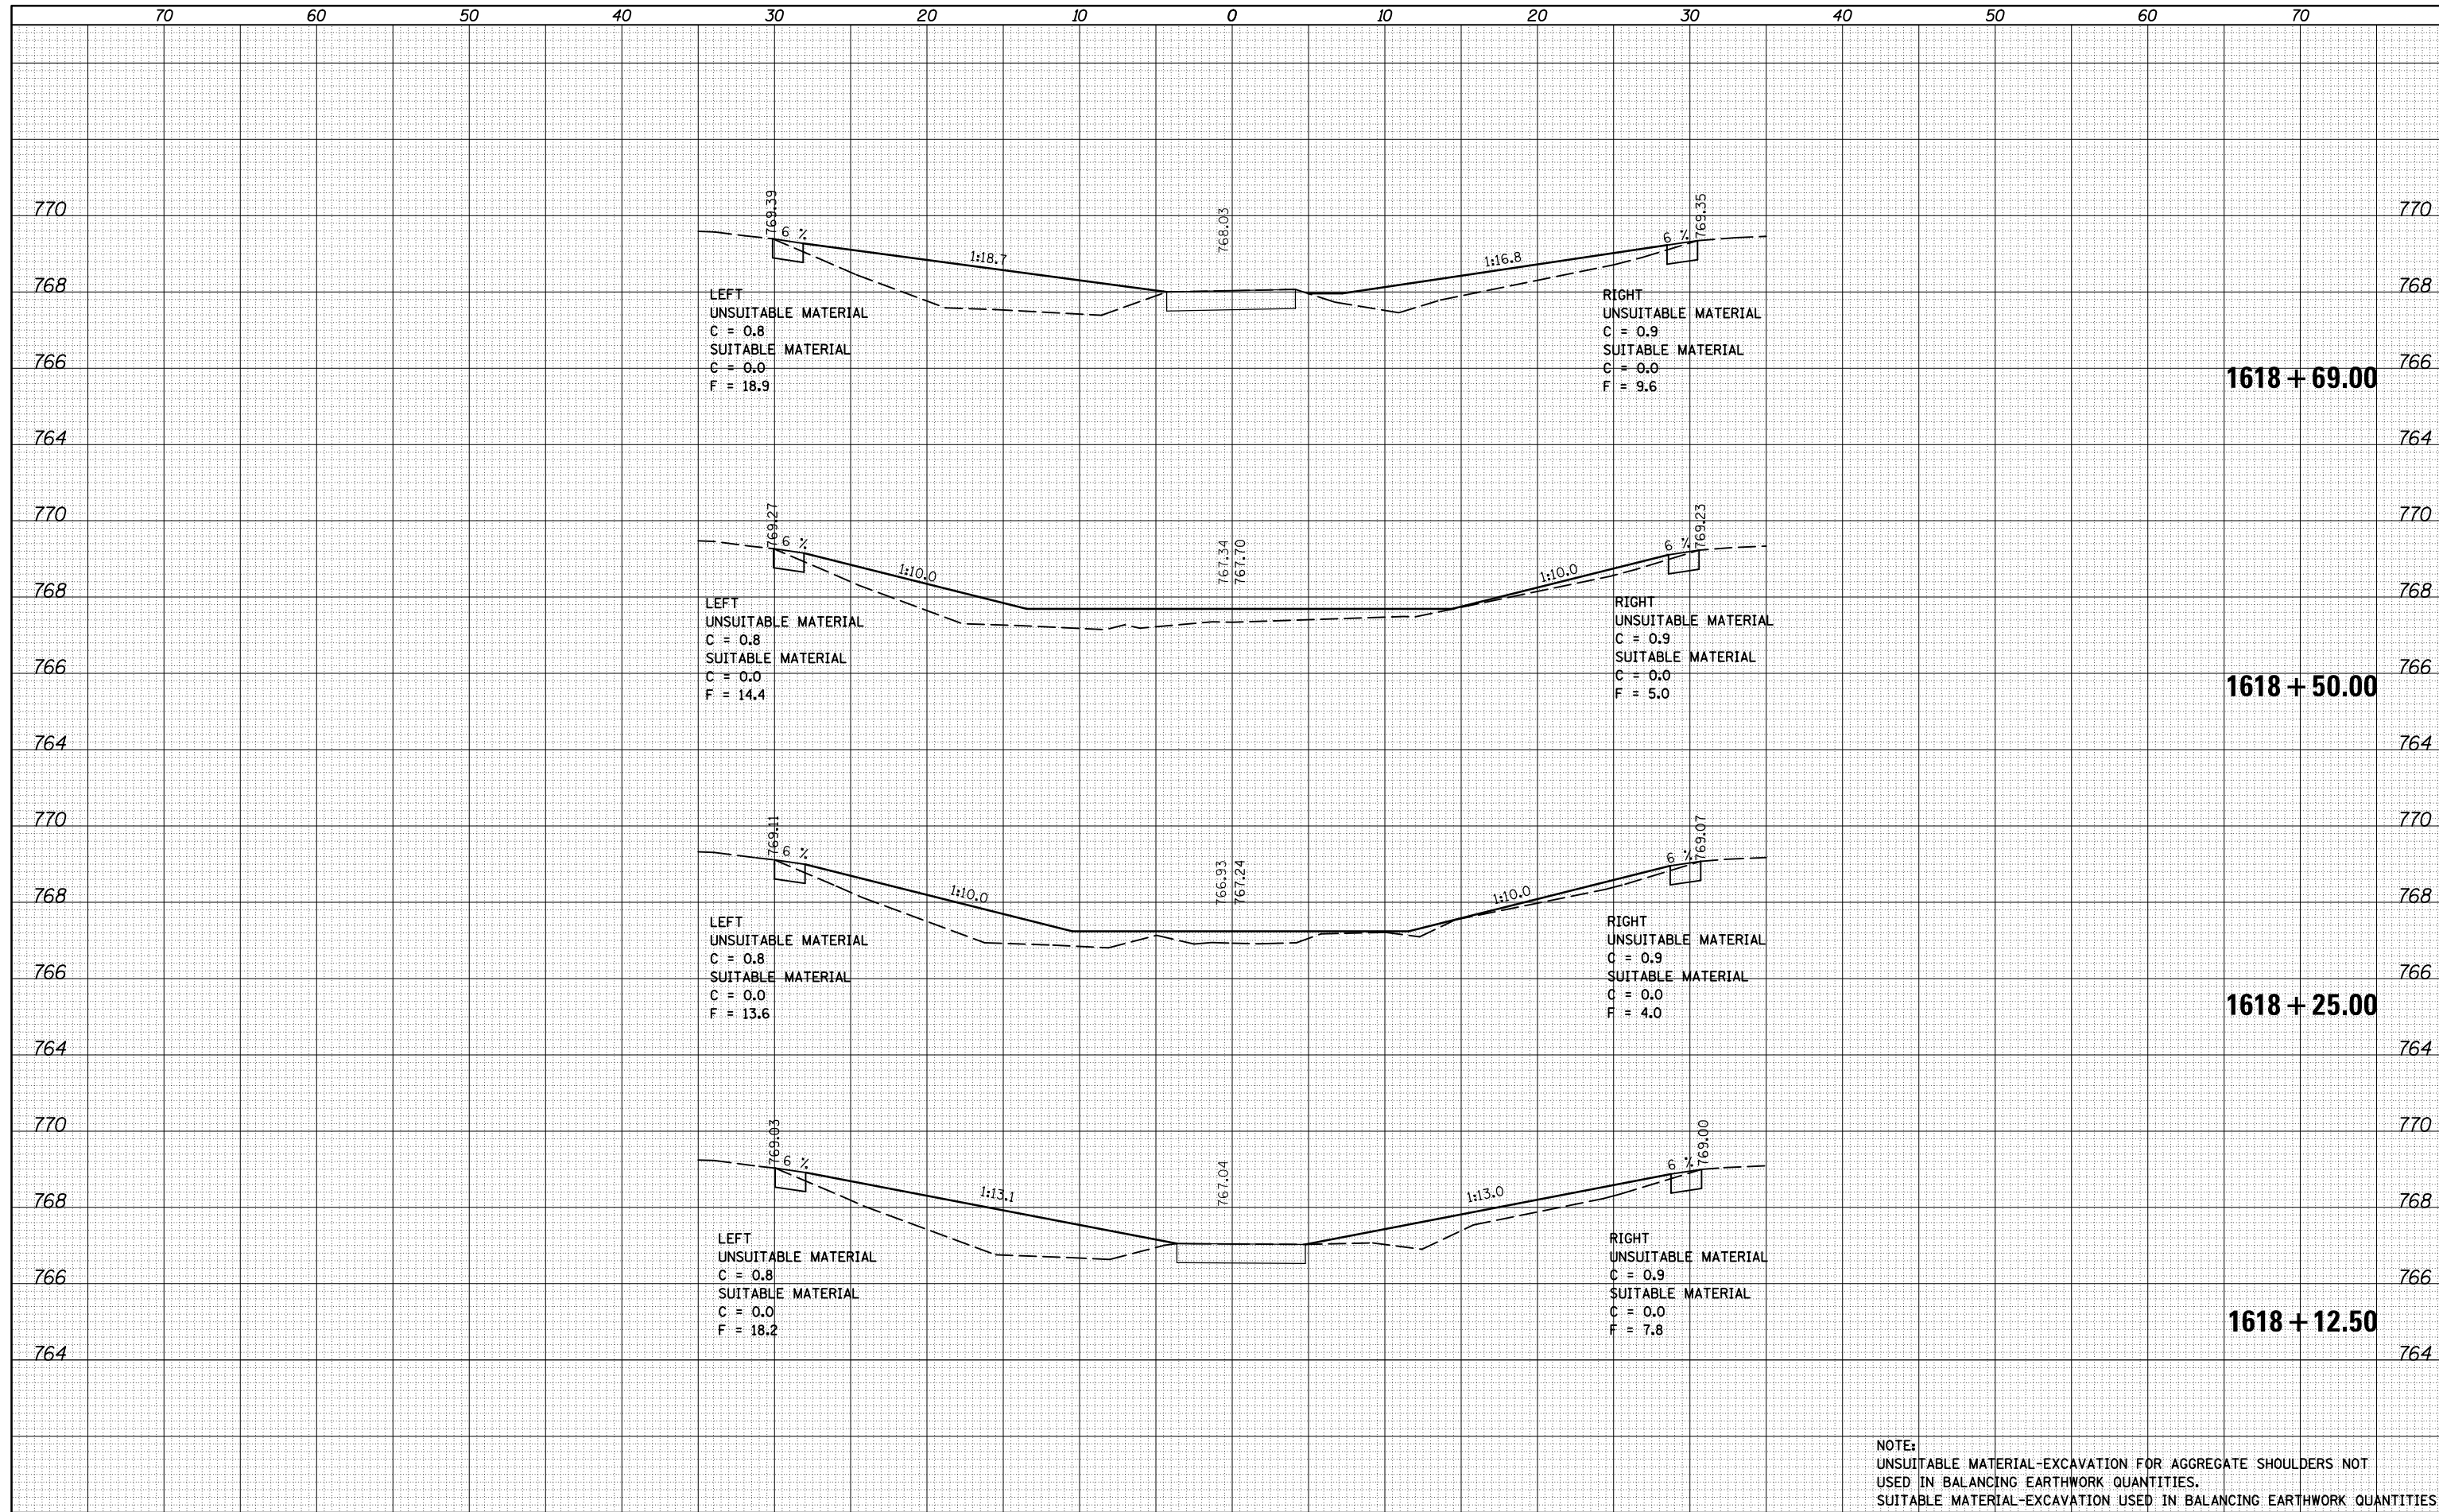 70 60 50 40 30 20 10 0 10 20 30 40 50 60 70
769.39
768.03
769.35
770 770
6 % 6 %
1:18.7 1:16.8
768 768
LEFT
UNSUITABLE MATERIAL
C = 0.8
SUITABLE MATERIAL
C = 0.0
F = 18.9
RIGHT
UNSUITABLE MATERIAL
C = 0.9
SUITABLE MATERIAL
C = 0.0
F = 9.6
766 766
1618 + 69.00
764 764
770 770
769.27
767.34
767.70
769.23
6 % 6 %
1:10.0 1:10.0
768 768
LEFT
UNSUITABLE MATERIAL
C = 0.8
SUITABLE MATERIAL
C = 0.0
F = 14.4
RIGHT
UNSUITABLE MATERIAL
C = 0.9
SUITABLE MATERIAL
C = 0.0
F = 5.0
766 766
1618 + 50.00
764 764
770 770
769.11
766.93
767.24
769.07
6 % 6 %
1:10.0 1:10.0
768 768
LEFT
UNSUITABLE MATERIAL
C = 0.8
SUITABLE MATERIAL
C = 0.0
F = 13.6
RIGHT
UNSUITABLE MATERIAL
C = 0.9
SUITABLE MATERIAL
C = 0.0
F = 4.0
766 766
1618 + 25.00
764 764
770 770
769.03
767.04
769.00
6 % 6 %
1:13.1 1:13.0
768 768
LEFT
UNSUITABLE MATERIAL
C = 0.8
SUITABLE MATERIAL
C = 0.0
F = 18.2
RIGHT
UNSUITABLE MATERIAL
C = 0.9
SUITABLE MATERIAL
C = 0.0
F = 7.8
766 766
1618 + 12.50
764 764
NOTE:
UNSUITABLE MATERIAL-EXCAVATION FOR AGGREGATE SHOULDERS NOT
USED IN BALANCING EARTHWORK QUANTITIES.
SUITABLE MATERIAL-EXCAVATION USED IN BALANCING EARTHWORK QUANTITIES